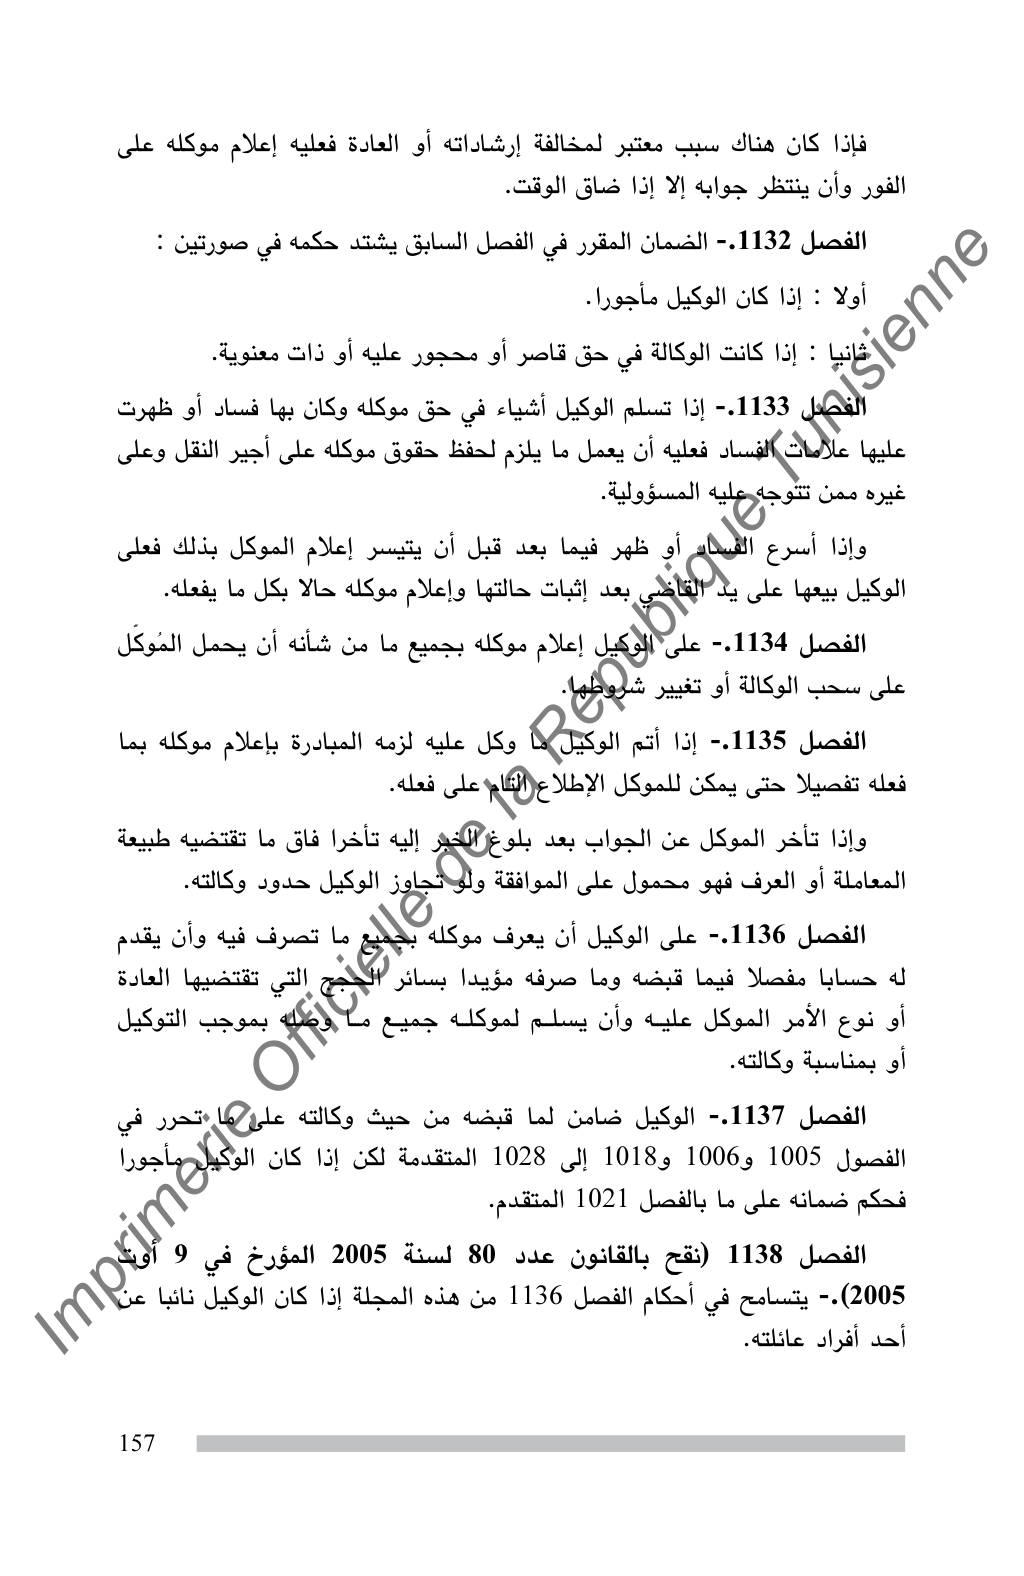 فإذا كان هناك سبب معتبر لمخالفة إرشاداته أو العادة فعليه إعلام موكله على
الفور وأن ينتظر جوابه إلا إذا ضاق الوقت.
الفصل 1132.- الضمان المقرر في الفصل السابق يشتد حكمه في صورتين :
أولا : إذا كان الوكيل مأجورا.
ثانيا : إذا كانت الوكالة في حق قاصر أو محجور عليه أو ذات معنوية.
الفصل 1133.- إذا تسلم الوكيل أشياء في حق موكله وكان بها فساد أو ظهرت
عليها علامات الفساد فعليه أن يعمل ما يلزم لحفظ حقوق موكله على أجير النقل وعلى
غيره ممن تتوجه عليه المسؤولية.
وإذا أسرع الفساد أو ظهر فيما بعد قبل أن يتيسر إعلام الموكل بذلك فعلى
الوكيل بيعها على يد القاضي بعد إثبات حالتها وإعلام موكله حالا بكل ما يفعله.
الفصل 1134.- على الوكيل إعلام موكله بجميع ما من شأنه أن يحمل المُوكّل
على سحب الوكالة أو تغيير شروطها.
الفصل 1135.- إذا أتم الوكيل ما وكل عليه لزمه المبادرة بإعلام موكله بما
فعله تفصيلا حتى يمكن للموكل الإطلاع التام على فعله.
وإذا تأخر الموكل عن الجواب بعد بلوغ الخبر إليه تأخرا فاق ما تقتضيه طبيعة
المعاملة أو العرف فهو محمول على الموافقة ولو تجاوز الوكيل حدود وكالته.
الفصل 1136.- على الوكيل أن يعرف موكله بجميع ما تصرف فيه وأن يقدم
له حسابا مفصلا فيما قبضه وما صرفه مؤيدا بسائر الحجج التي تقتضيها العادة
أو نوع الأمر الموكل عليـه وأن يسلـم لموكلـه جميـع مـا وصله بموجب التوكيل
أو بمناسبة وكالته.
الفصل 1137.- الوكيل ضامن لما قبضه من حيث وكالته على ما تحرر في
الفصول 1005 و1006 و1018 إلى 1028 المتقدمة لكن إذا كان الوكيل مأجورا
فحكم ضمانه على ما بالفصل 1021 المتقدم.
الفصل 1138 (نقح بالقانون عدد 80 لسنة 2005 المؤرخ في 9 أوت
2005).- يتسامح في أحكام الفصل 1136 من هذه المجلة إذا كان الوكيل نائبا عن
أحد أفراد عائلته.
157
Imprimerie Officielle de la République Tunisienne